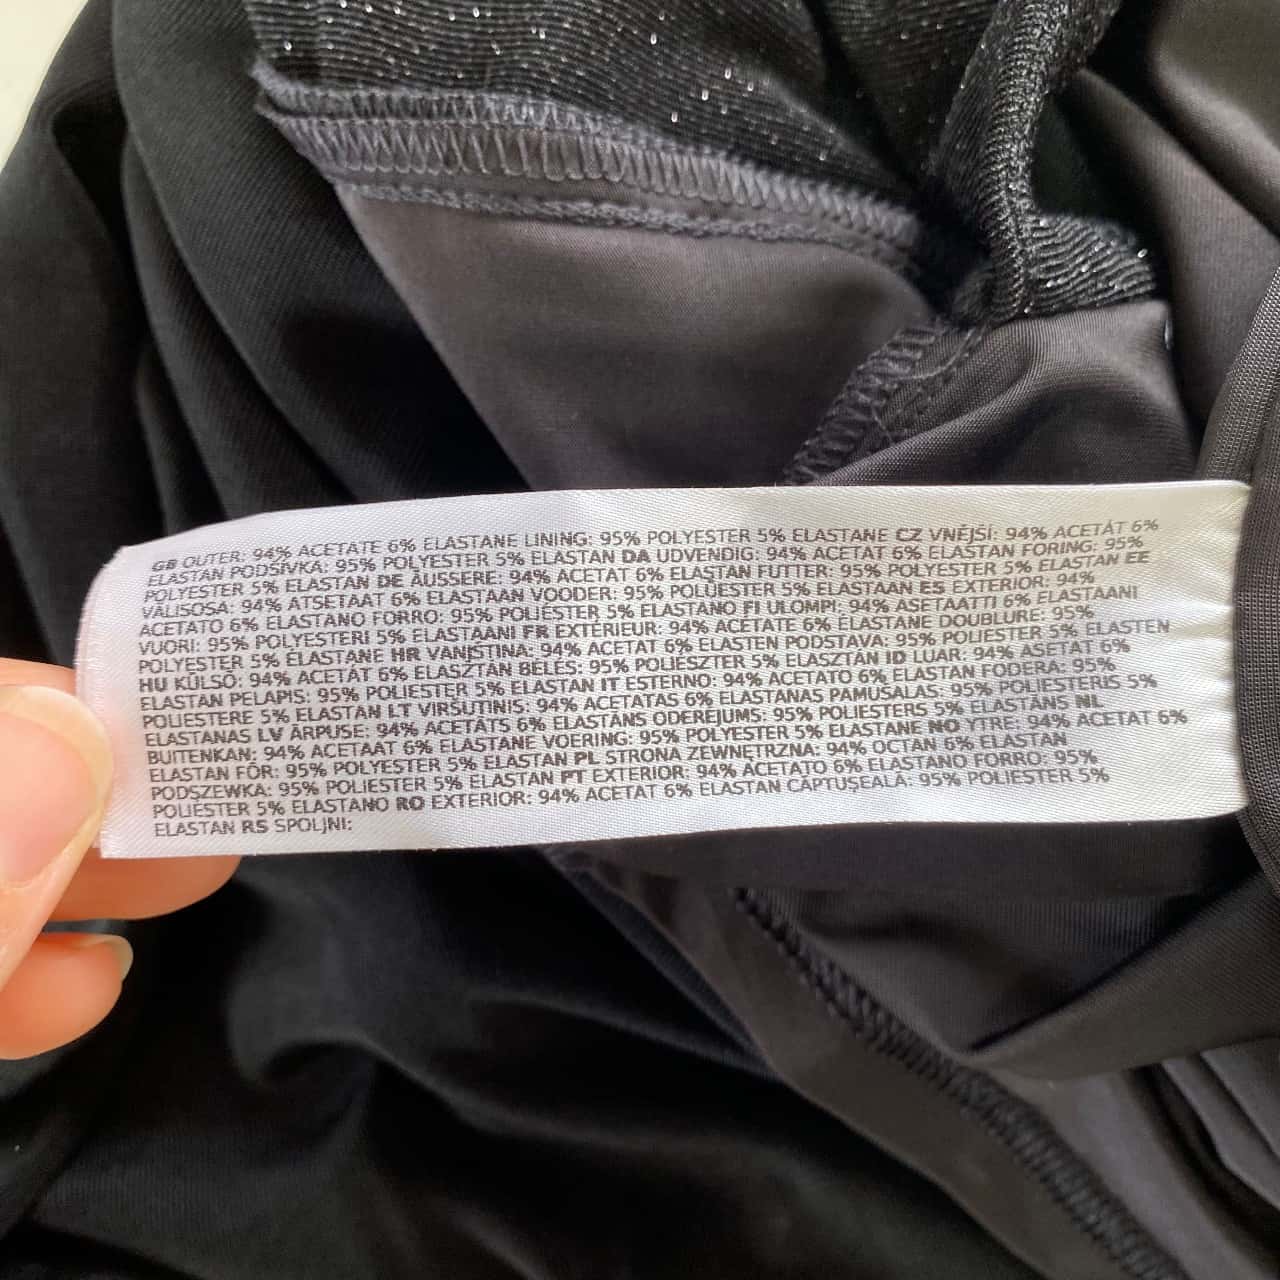 GB OUTER: 94% ACETATE 6% ELASTANE LINING: 95% POLYESTER 5% ELASTANE CZ VNĚJŠÍ: 94% ACETÁT 6%
ELASTAN PODŠÍVKA: 95% POLYESTER 5% ELASTAN DA UDVENDIG: 94% ACETAT 6% ELASTAN FORING: 95%
POLYESTER 5% ELASTAN DE ÄUSSERE: 94% ACETAT 6% ELASTAN FUTTER: 95% POLYESTER 5% ELASTAN EE
VÄLISOSA: 94% ATSETAAT 6% ELASTAAN VOODER: 95% POLÜESTER 5% ELASTAAN ES EXTERIOR: 94%
ACETATO 6% ELASTANO FORRO: 95% POLIÉSTER 5% ELASTANO FI ULOMPI: 94% ASETAATTI 6% ELASTAANI
VUORI: 95% POLYESTERI 5% ELASTAANI FR EXTÉRIEUR: 94% ACÉTATE 6% ÉLASTANE DOUBLURE: 95%
POLYESTER 5% ÉLASTANE HR VANJŠTINA: 94% ACETAT 6% ELASTEN PODSTAVA: 95% POLIESTER 5% ELASTEN
HU KÜLSŐ: 94% ACETÁT 6% ELASZTÁN BÉLÉS: 95% POLIESZTER 5% ELASZTÁN ID LUAR: 94% ASETAT 6%
ELASTAN PELAPIS: 95% POLIESTER 5% ELASTAN IT ESTERNO: 94% ACETATO 6% ELASTAN FODERA: 95%
POLIESTERE 5% ELASTAN LT VIRŠUTINIS: 94% ACETATAS 6% ELASTANAS PAMUŠALAS: 95% POLIESTERIS 5%
ELASTANAS LV ĀRPUSE: 94% ACETĀTS 6% ELASTĀNS ODERĒJUMS: 95% POLIESTERS 5% ELASTĀNS NL
BUITENKAN: 94% ACETAAT 6% ELASTANE VOERING: 95% POLYESTER 5% ELASTANE NO YTRE: 94% ACETAT 6%
ELASTAN FÔR: 95% POLYESTER 5% ELASTAN PL STRONA ZEWNĘTRZNA: 94% OCTAN 6% ELASTAN
PODSZEWKA: 95% POLIESTER 5% ELASTAN PT EXTERIOR: 94% ACETATO 6% ELASTANO FORRO: 95%
POLIÉSTER 5% ELASTANO RO EXTERIOR: 94% ACETAT 6% ELASTAN CĂPTUŞEALĂ: 95% POLIESTER 5%
ELASTAN RS SPOLJNI: